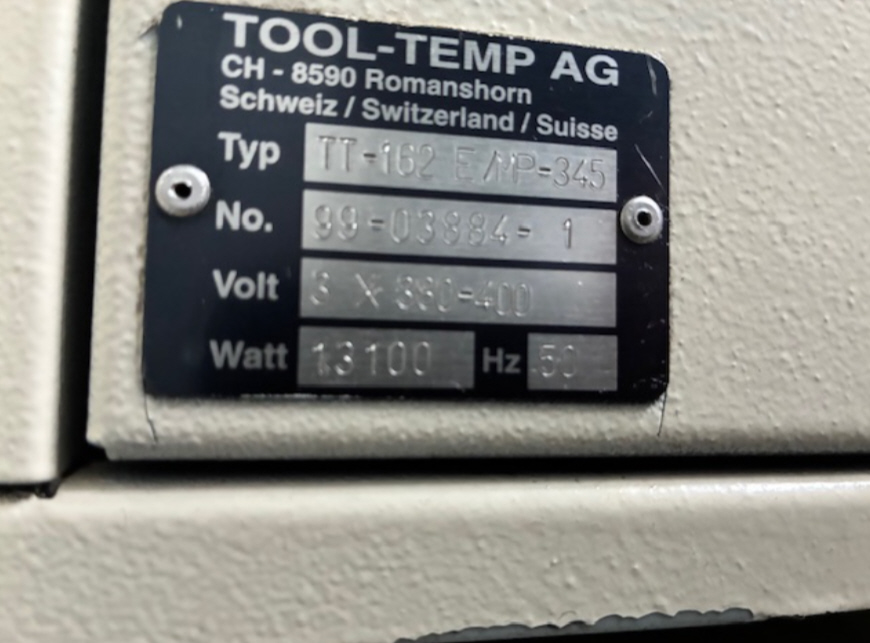 TOOL-TEMP AG
CH - 8590 Romanshorn
Schweiz / Switzerland / Suisse
Typ TT-162 E/MP-345
No. 99-03884- 1
Volt 3 X 380-400
Watt 13100 Hz 50